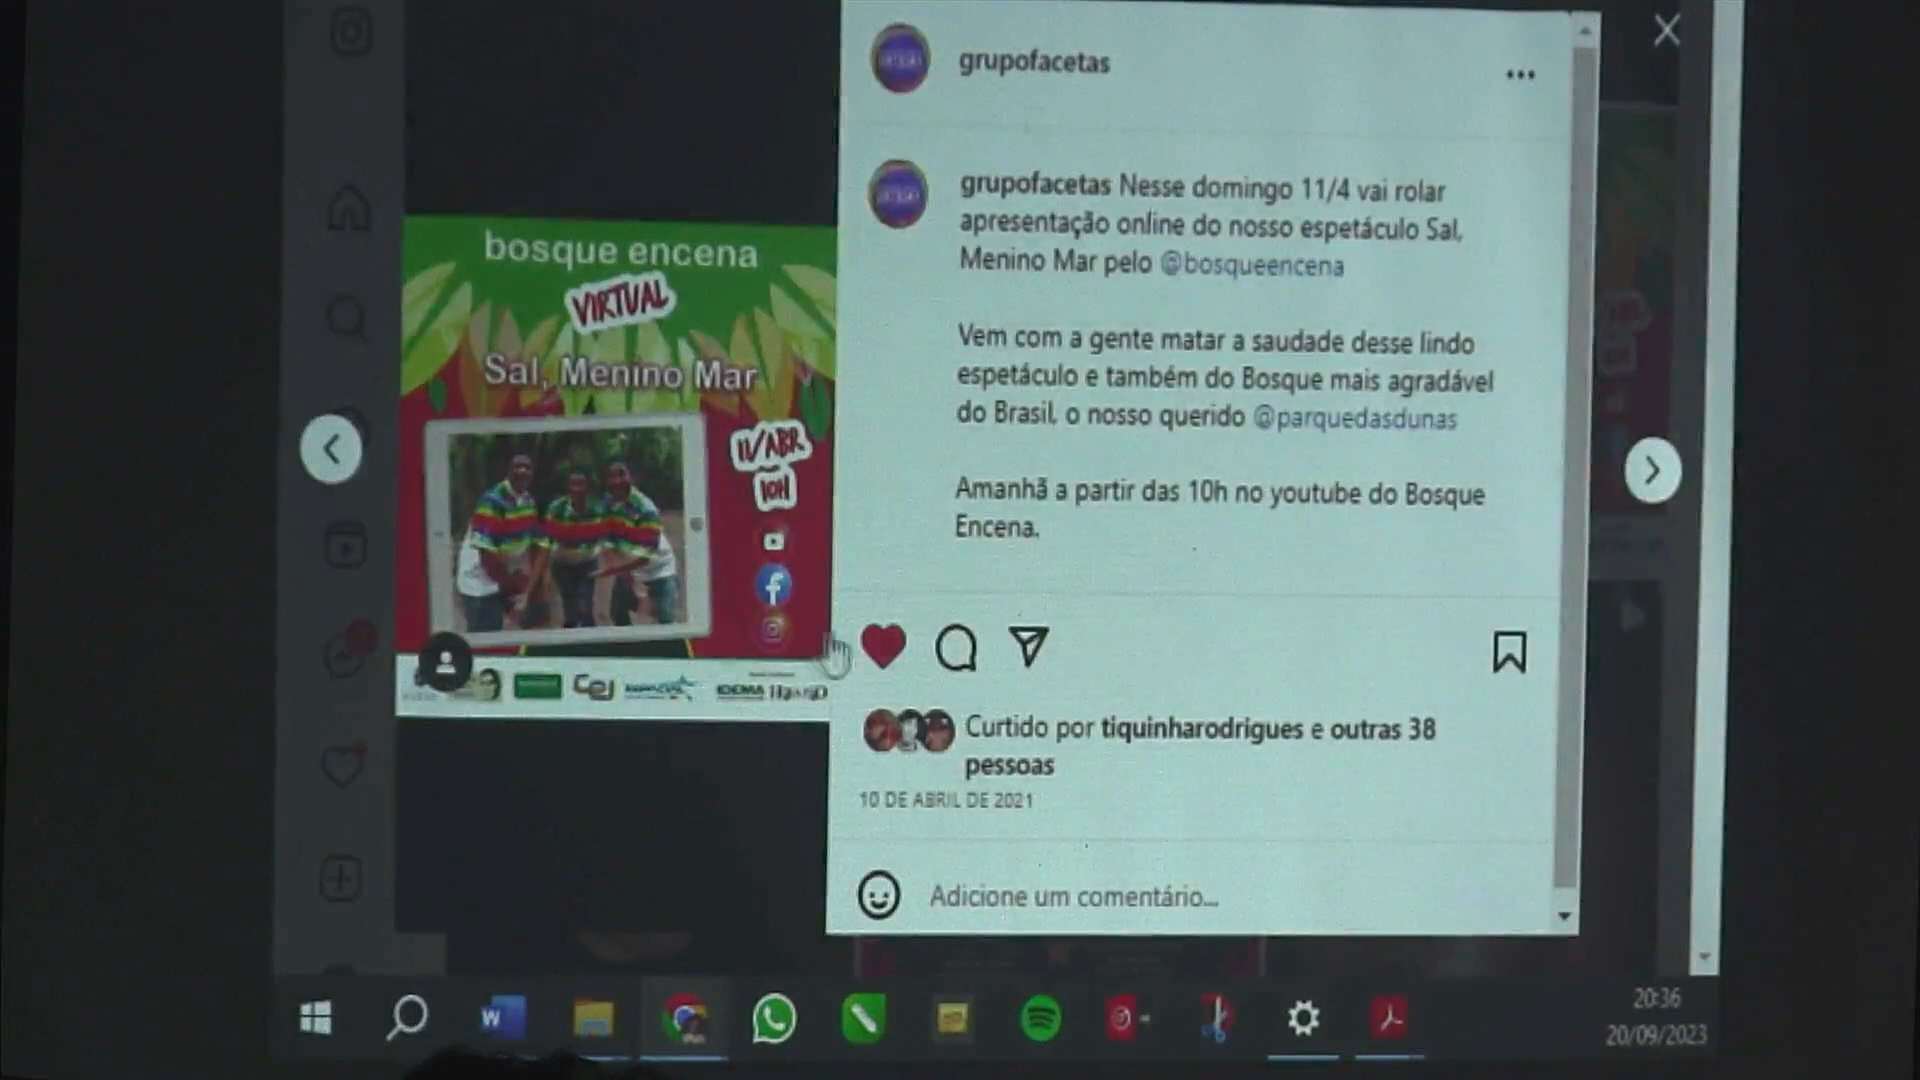 grupofacetas
...
grupofacetas Nesse domingo 11/4 vai rolar
apresentação online do nosso espetáculo Sal,
Menino Mar pelo @bosqueencena
Vem com a gente matar a saudade desse lindo
espetáculo e também do Bosque mais agradável
do Brasil, o nosso querido @parquedasdunas
Amanhã a partir das 10h no youtube do Bosque
Encena.
Curtido por tiquinharodrigues e outras 38
pessoas
10 DE ABRIL DE 2021
Adicione um comentário...
bosque encena
VIRTUAL
Sal, Menino Mar
11/ABR
10H
CEJ
IDEMA
20:36
20/09/2023